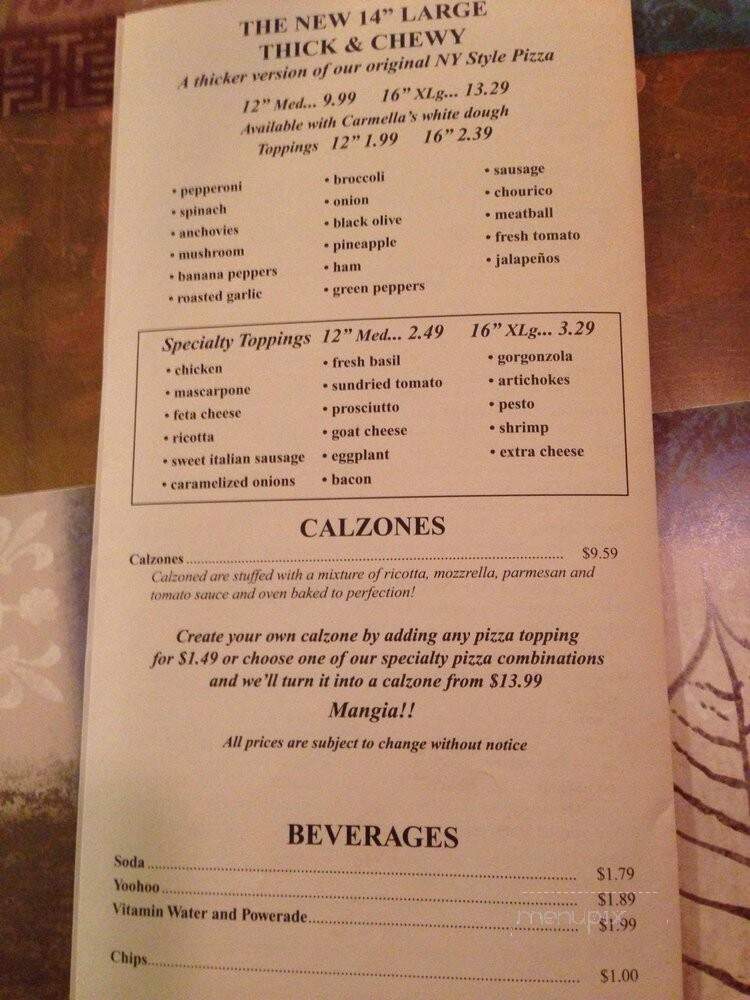 THE NEW 14” LARGE
THICK & CHEWY
A thicker version of our original NY Style Pizza
12” Med... 9.99 16” XLg... 13.29
Available with Carmella’s white dough
Toppings 12” 1.99 16” 2.39
• pepperoni
• spinach
• anchovies
• mushroom
• banana peppers
• roasted garlic
• broccoli
• onion
• black olive
• pineapple
• ham
• green peppers
• sausage
• chourico
• meatball
• fresh tomato
• jalapeños
Specialty Toppings 12” Med... 2.49 16” XLg... 3.29
• chicken
• mascarpone
• feta cheese
• ricotta
• sweet italian sausage
• caramelized onions
• fresh basil
• sundried tomato
• prosciutto
• goat cheese
• eggplant
• bacon
• gorgonzola
• artichokes
• pesto
• shrimp
• extra cheese
CALZONES
Calzones........ $9.59
Calzoned are stuffed with a mixture of ricotta, mozzrella, parmesan and
tomato sauce and oven baked to perfection!
Create your own calzone by adding any pizza topping
for $1.49 or choose one of our specialty pizza combinations
and we’ll turn it into a calzone from $13.99
Mangia!!
All prices are subject to change without notice
BEVERAGES
Soda........ $1.79
Yoohoo........ $1.89
Vitamin Water and Powerade........ $1.99
Chips........ $1.00
menupix